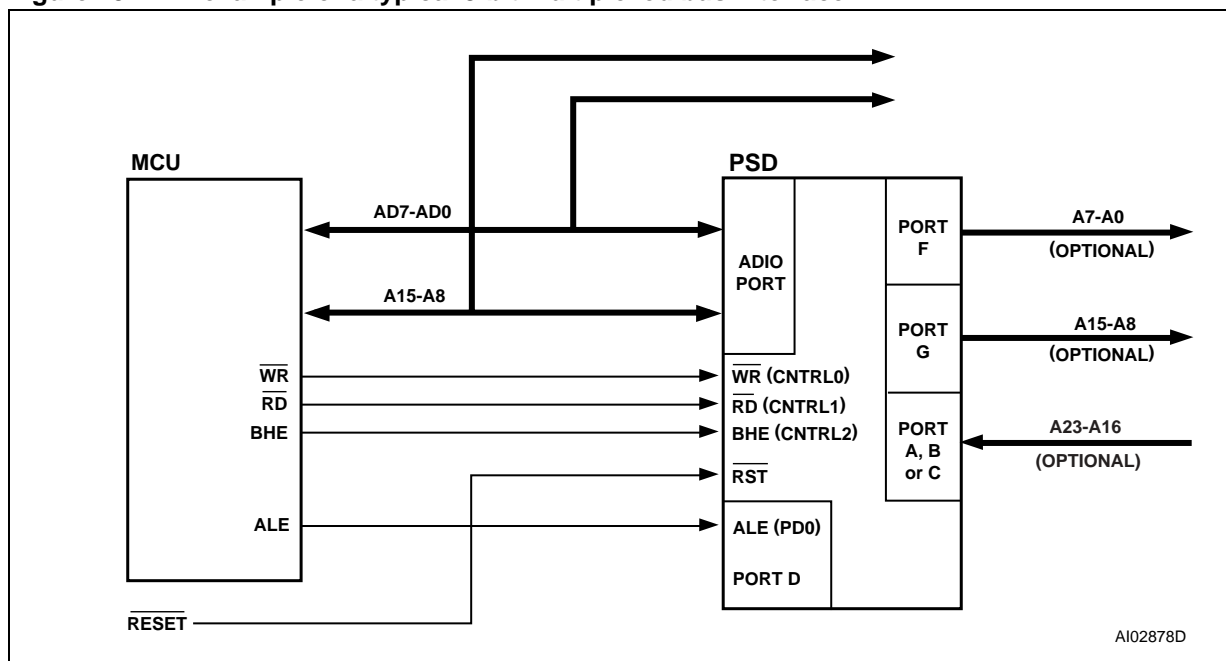 MCU
PSD
AD7-AD0
A15-A8
WR
RD
BHE
ALE
RESET
ADIO
PORT
WR (CNTRL0)
RD (CNTRL1)
BHE (CNTRL2)
RST
ALE (PD0)
PORT D
PORT
F
PORT
G
PORT
A, B
or C
A7-A0
(OPTIONAL)
A15-A8
(OPTIONAL)
A23-A16
(OPTIONAL)
AI02878D